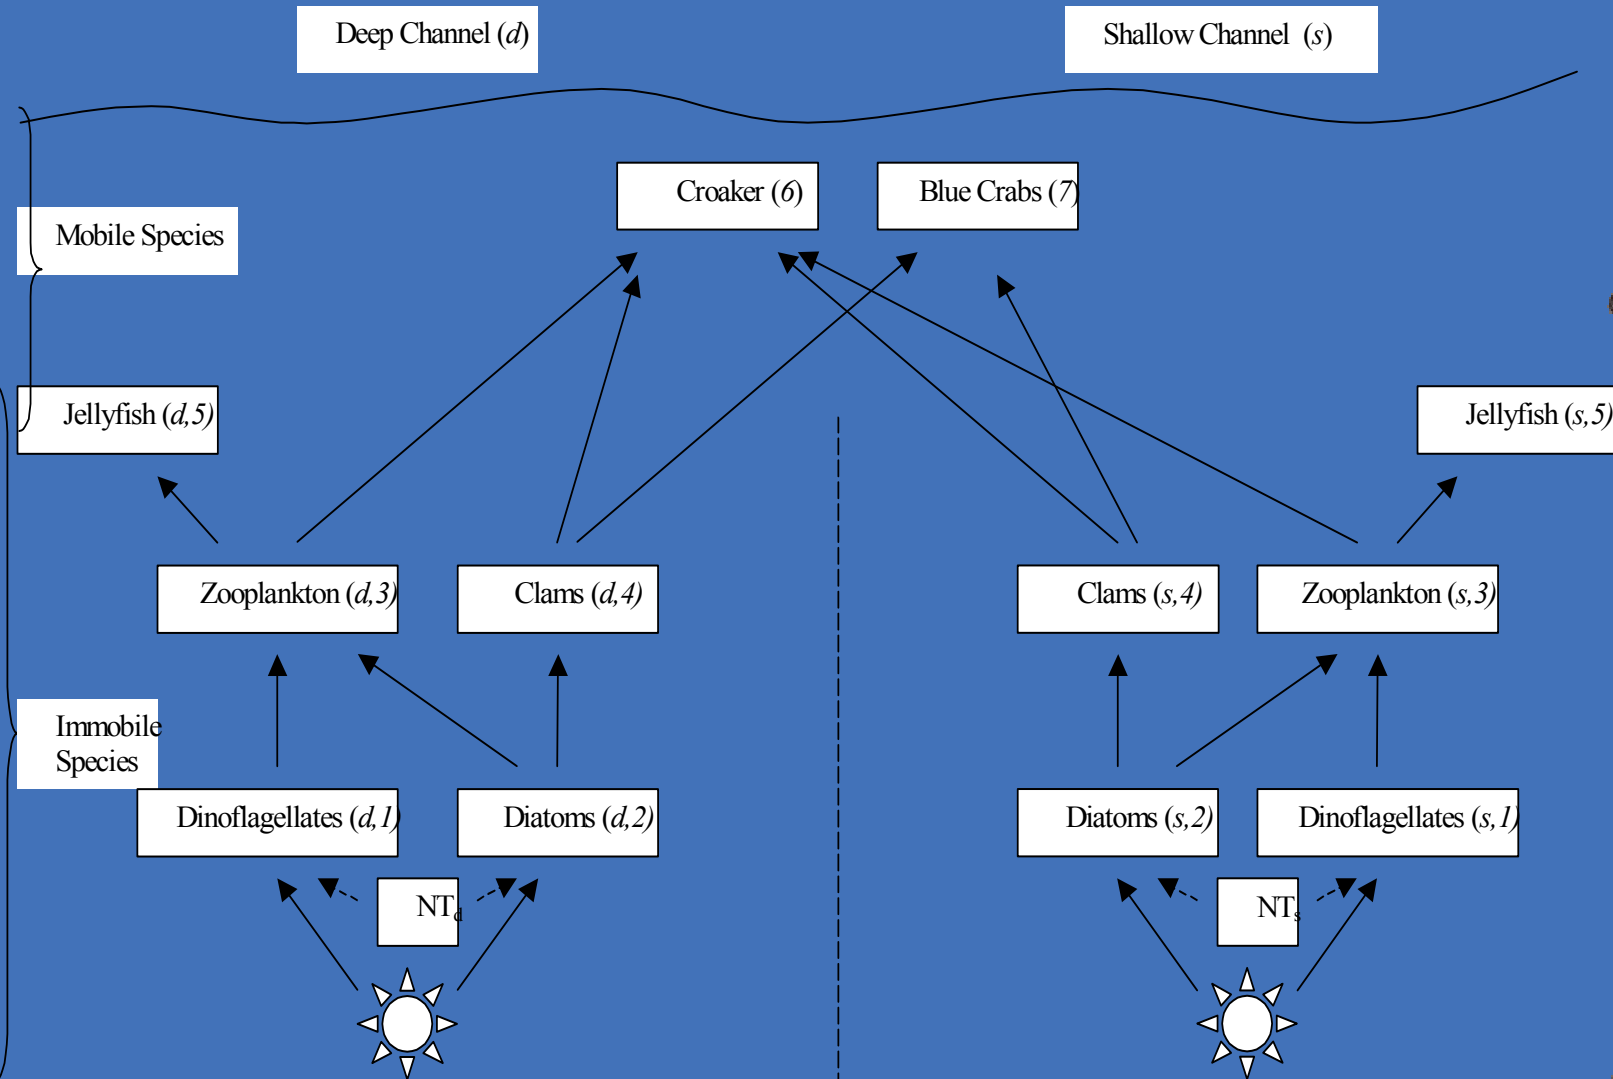 Deep Channel (d)
Shallow Channel (s)
Croaker (6)
Blue Crabs (7)
Mobile Species
Jellyfish (d,5)
Jellyfish (s,5)
Zooplankton (d,3)
Clams (d,4)
Clams (s,4)
Zooplankton (s,3)
Immobile
Species
Dinoflagellates (d,1)
Diatoms (d,2)
Diatoms (s,2)
Dinoflagellates (s,1)
NTd
NTs